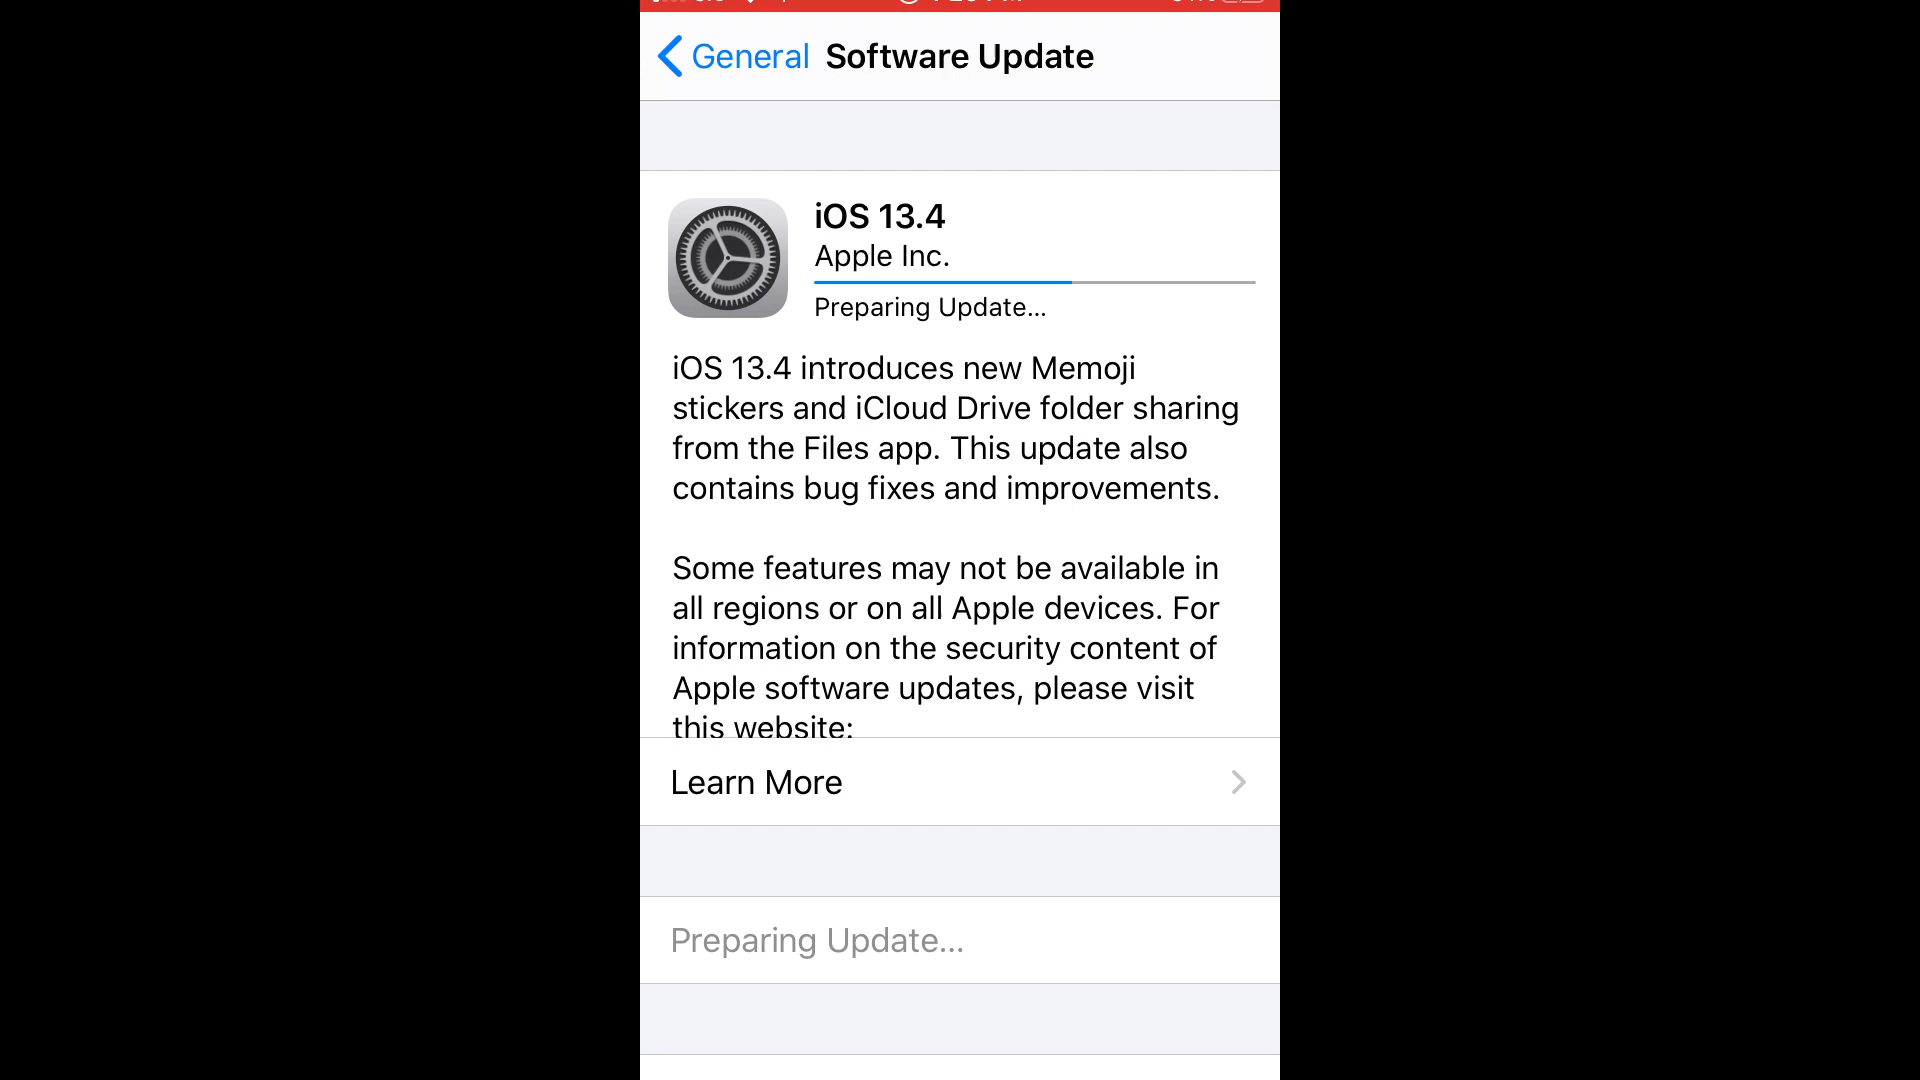 General Software Update
iOS 13.4
Apple Inc.
Preparing Update...
iOS 13.4 introduces new Memoji
stickers and iCloud Drive folder sharing
from the Files app. This update also
contains bug fixes and improvements.
Some features may not be available in
all regions or on all Apple devices. For
information on the security content of
Apple software updates, please visit
this website:
Learn More
Preparing Update...